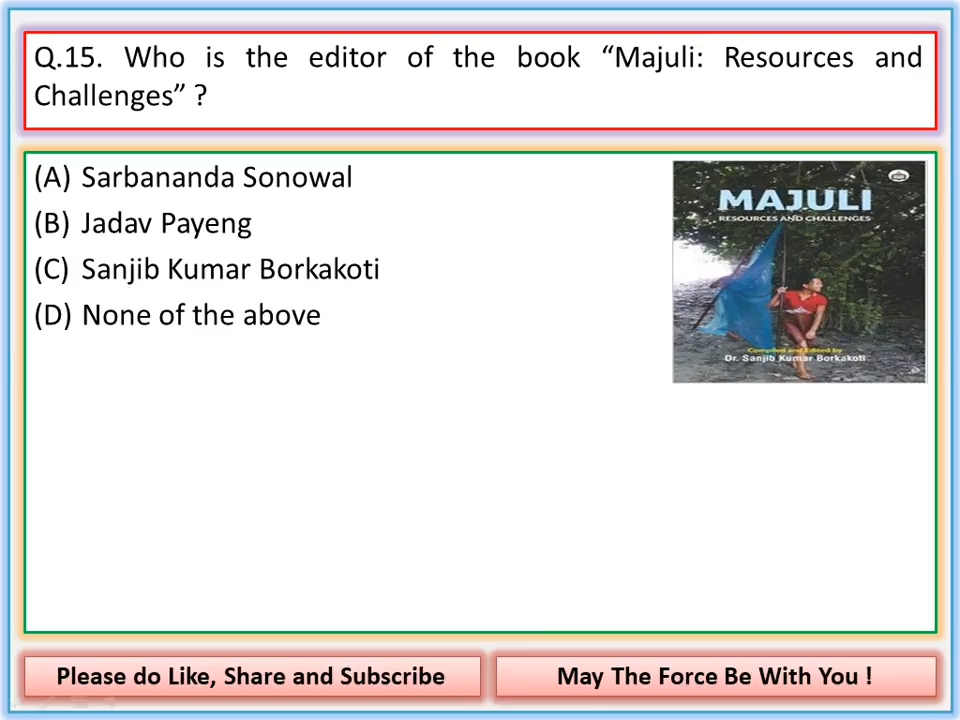 Q.15. Who is the editor of the book “Majuli: Resources and
Challenges” ?
(A) Sarbananda Sonowal
(B) Jadav Payeng
(C) Sanjib Kumar Borkakoti
(D) None of the above
MAJULI
RESOURCES AND CHALLENGES
Compiled and Edited by
Dr. Sanjib Kumar Borkakoti
Please do Like, Share and Subscribe
May The Force Be With You !